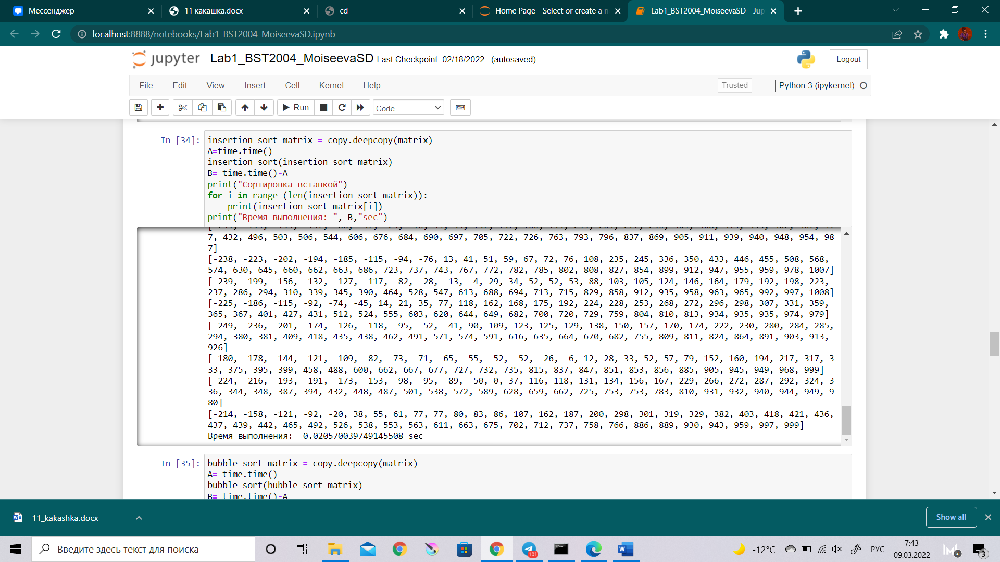 Мессенджер
11 какашка.docx
cd
Home Page - Select or create a n
Lab1_BST2004_MoiseevaSD - Jup
localhost:8888/notebooks/Lab1_BST2004_MoiseevaSD.ipynb
jupyter Lab1_BST2004_MoiseevaSD Last Checkpoint: 02/18/2022 (autosaved)
Logout
File Edit View Insert Cell Kernel Help
Trusted
Python 3 (ipykernel)
Run
Code
In [34]:
insertion_sort_matrix = copy.deepcopy(matrix)
A=time.time()
insertion_sort(insertion_sort_matrix)
B= time.time()-A
print("Сортировка вставкой")
for i in range (len(insertion_sort_matrix)):
    print(insertion_sort_matrix[i])
print("Время выполнения: ", B,"sec")
7, 432, 496, 503, 506, 544, 606, 676, 684, 690, 697, 705, 722, 726, 763, 793, 796, 837, 869, 905, 911, 939, 940, 948, 954, 98
7]
[-238, -223, -202, -194, -185, -115, -94, -76, 13, 41, 51, 59, 67, 72, 76, 108, 235, 245, 336, 350, 433, 446, 455, 508, 568,
574, 630, 645, 660, 662, 663, 686, 723, 737, 743, 767, 772, 782, 785, 802, 808, 827, 854, 899, 912, 947, 955, 959, 978, 1007]
[-239, -199, -156, -132, -127, -117, -82, -28, -13, -4, 29, 34, 52, 52, 53, 88, 103, 105, 124, 146, 164, 179, 192, 198, 223,
237, 286, 294, 310, 339, 345, 390, 464, 528, 547, 613, 688, 694, 713, 715, 829, 858, 912, 935, 958, 963, 965, 992, 997, 1008]
[-225, -186, -115, -92, -74, -45, 14, 21, 35, 77, 118, 162, 168, 175, 192, 224, 228, 253, 268, 272, 296, 298, 307, 331, 359,
365, 367, 401, 427, 431, 512, 524, 555, 603, 620, 644, 649, 682, 700, 720, 729, 759, 804, 810, 813, 934, 935, 935, 974, 979]
[-249, -236, -201, -174, -126, -118, -95, -52, -41, 90, 109, 123, 125, 129, 138, 150, 157, 170, 174, 222, 230, 280, 284, 285,
294, 380, 381, 409, 418, 435, 438, 462, 491, 571, 574, 591, 616, 635, 664, 670, 682, 755, 809, 811, 824, 864, 891, 903, 913,
926]
[-180, -178, -144, -121, -109, -82, -73, -71, -65, -55, -52, -52, -26, -6, 12, 28, 33, 52, 57, 79, 152, 160, 194, 217, 317, 3
33, 375, 395, 399, 458, 488, 600, 662, 667, 677, 727, 732, 735, 815, 837, 847, 851, 853, 856, 885, 905, 945, 949, 968, 999]
[-224, -216, -193, -191, -173, -153, -98, -95, -89, -50, 0, 37, 116, 118, 131, 134, 156, 167, 229, 266, 272, 287, 292, 324, 3
36, 344, 348, 387, 394, 432, 448, 487, 501, 538, 572, 589, 628, 659, 662, 725, 753, 753, 783, 810, 931, 932, 940, 944, 949, 9
80]
[-214, -158, -121, -92, -20, 38, 55, 61, 77, 77, 80, 83, 86, 107, 162, 187, 200, 298, 301, 319, 329, 382, 403, 418, 421, 436,
437, 439, 442, 465, 492, 526, 538, 553, 563, 611, 663, 675, 702, 712, 737, 758, 766, 886, 889, 930, 943, 959, 997, 999]
Время выполнения:  0.020570039749145508 sec
In [35]:
bubble_sort_matrix = copy.deepcopy(matrix)
A= time.time()
bubble_sort(bubble_sort_matrix)
B= time.time()-A
11_kakashka.docx
Show all
Введите здесь текст для поиска
101
-12°C
РУС
7:43
09.03.2022
2
3